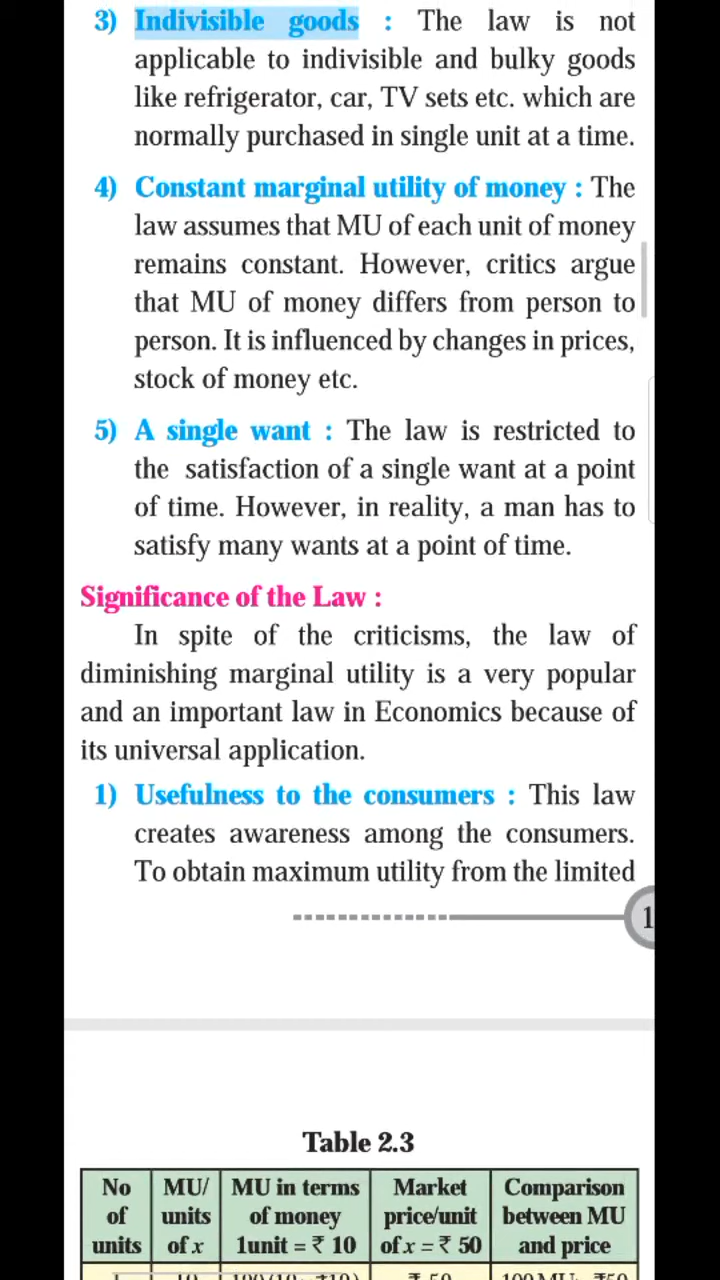 3) Indivisible goods : The law is not
applicable to indivisible and bulky goods
like refrigerator, car, TV sets etc. which are
normally purchased in single unit at a time.
4) Constant marginal utility of money : The
law assumes that MU of each unit of money
remains constant. However, critics argue
that MU of money differs from person to
person. It is influenced by changes in prices,
stock of money etc.
5) A single want : The law is restricted to
the satisfaction of a single want at a point
of time. However, in reality, a man has to
satisfy many wants at a point of time.
Significance of the Law :
In spite of the criticisms, the law of
diminishing marginal utility is a very popular
and an important law in Economics because of
its universal application.
1) Usefulness to the consumers : This law
creates awareness among the consumers.
To obtain maximum utility from the limited
1
Table 2.3
No of units
MU/ units of x
MU in terms of money 1unit = ₹ 10
Market price/unit of x = ₹ 50
Comparison between MU and price